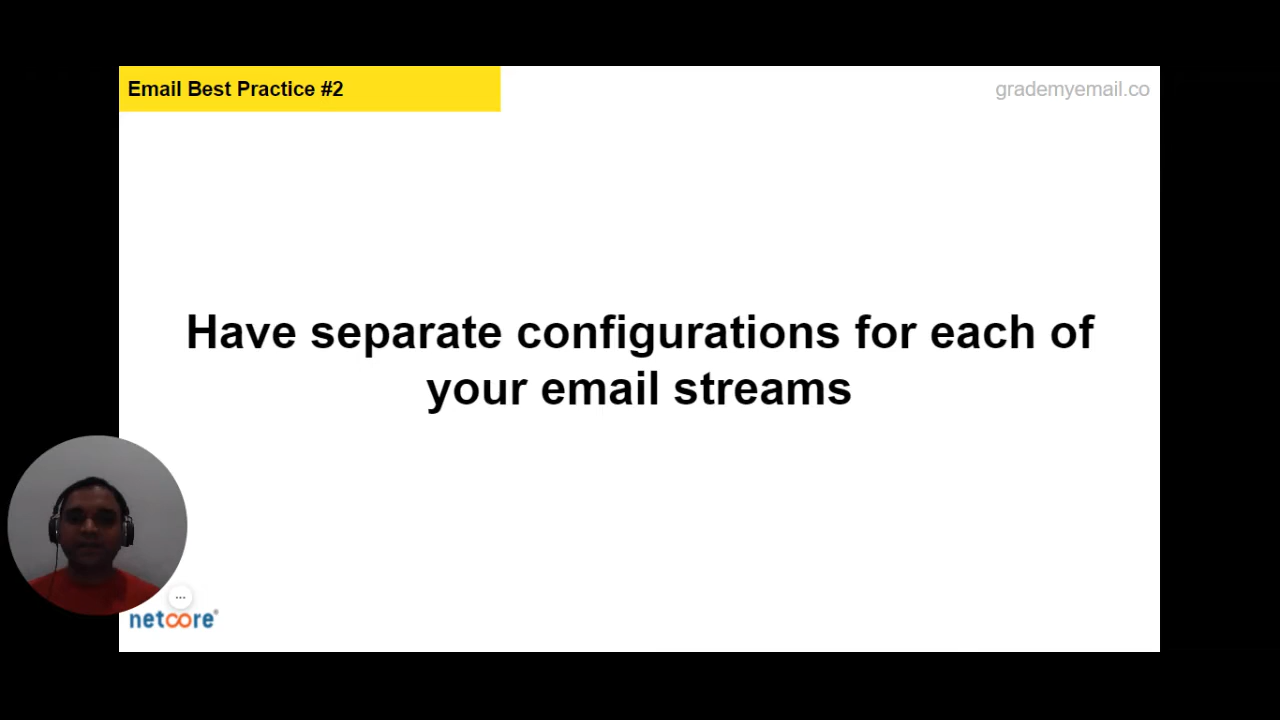 Email Best Practice #2
grademyemail.co
Have separate configurations for each of
your email streams
netcore®